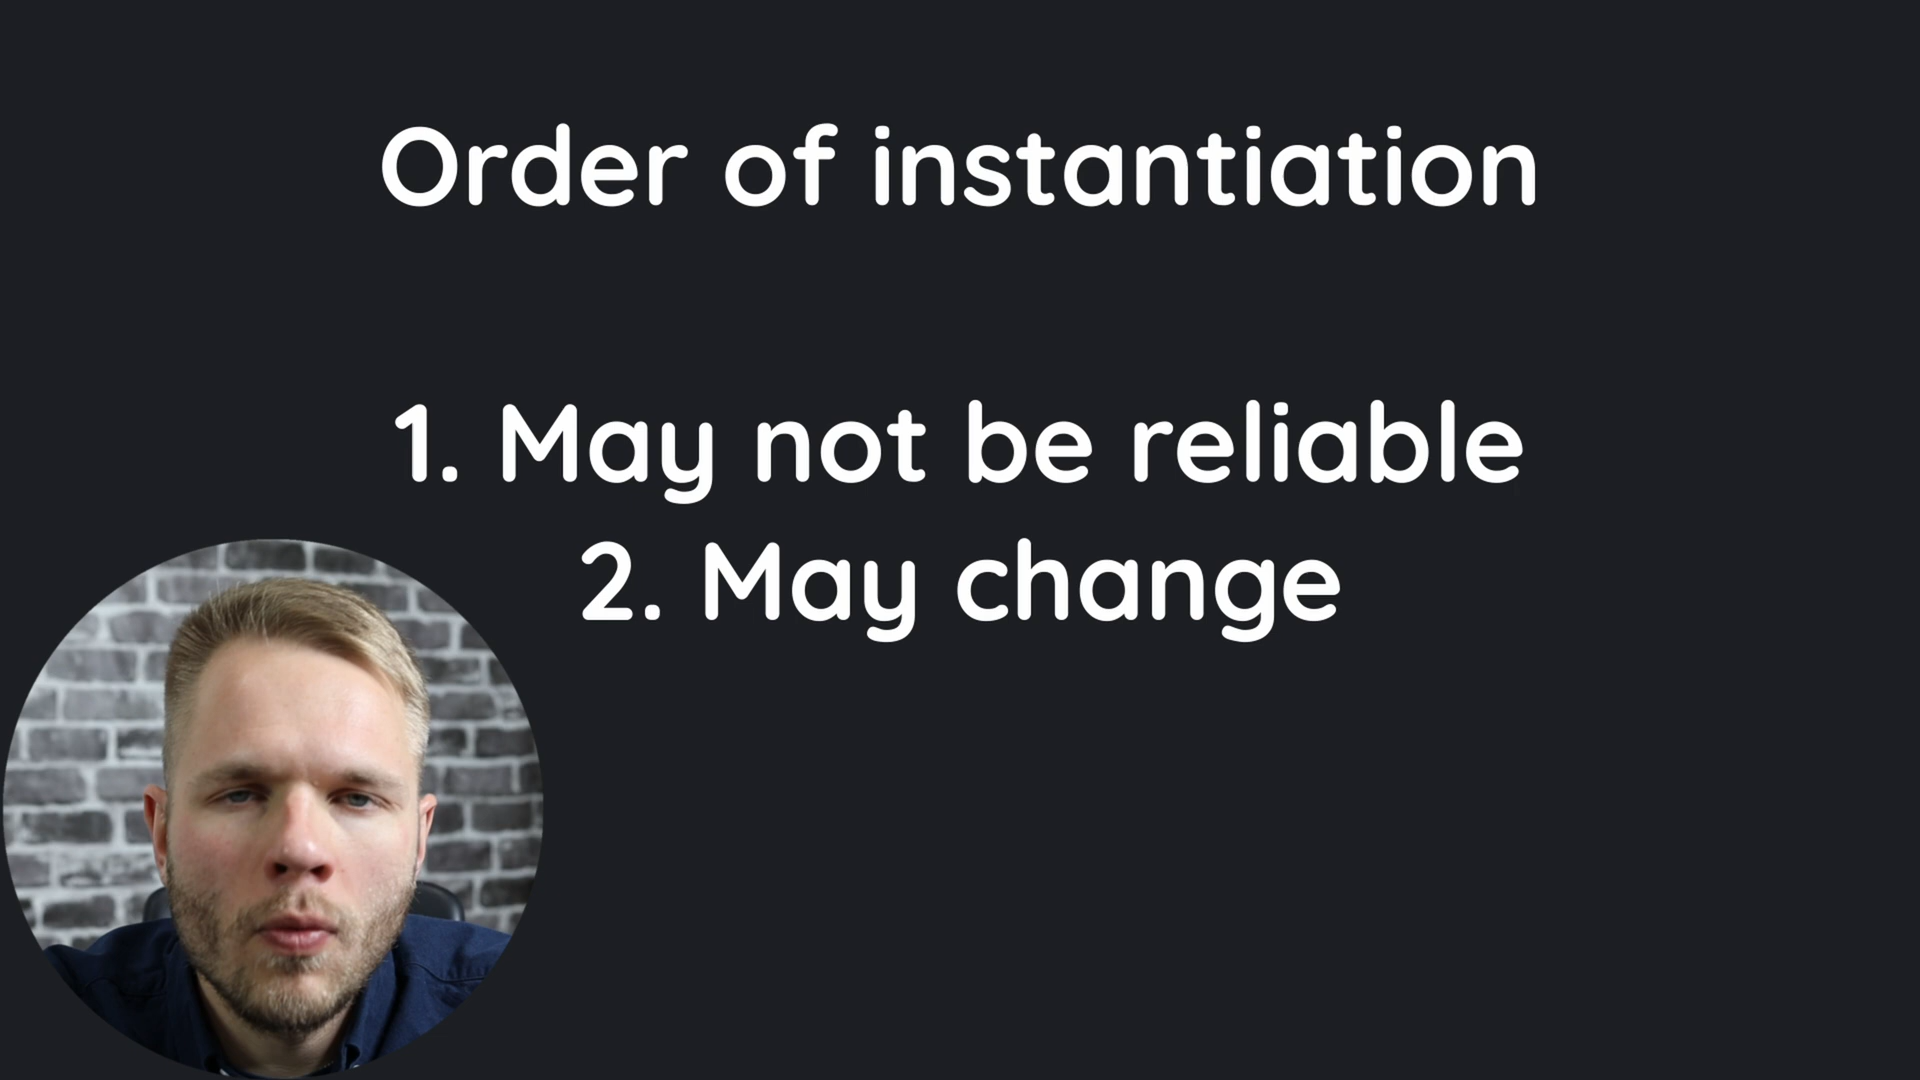 Order of instantiation
1. May not be reliable
2. May change